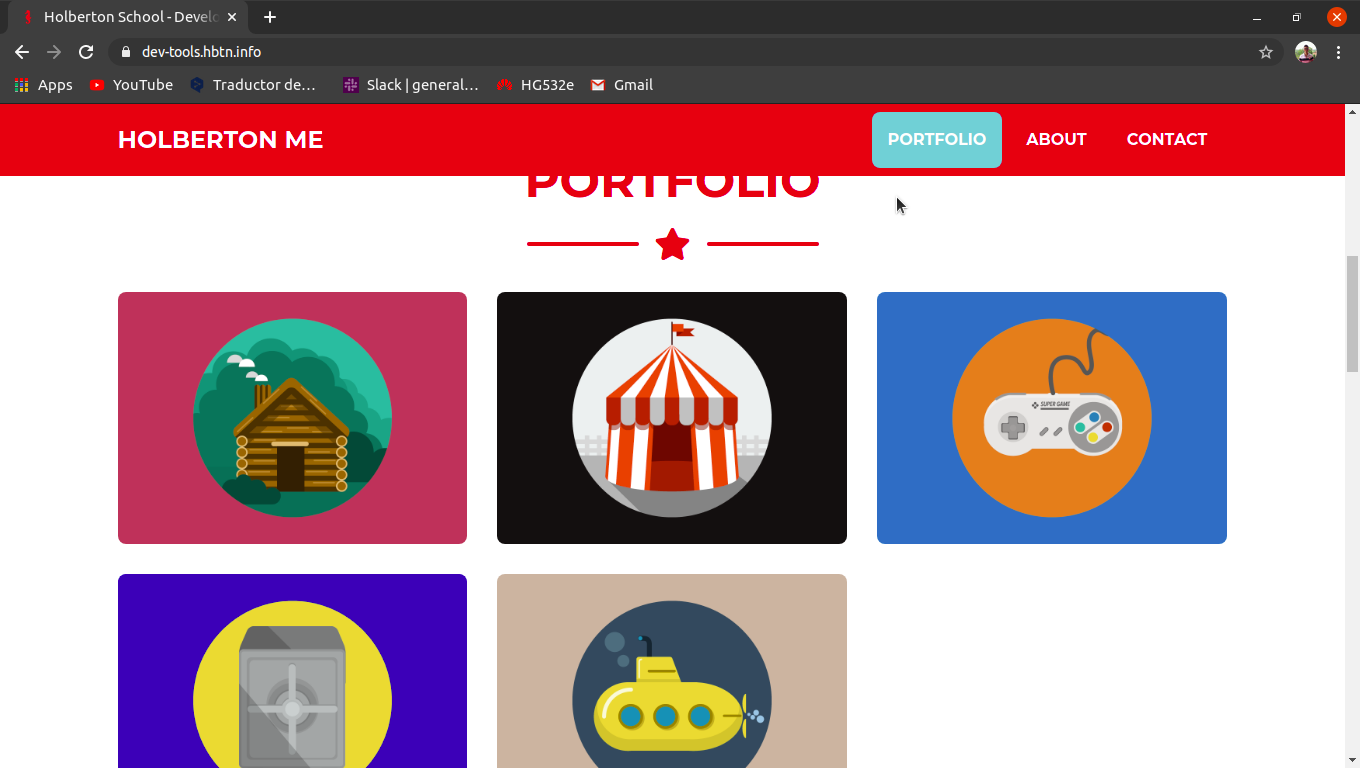 Holberton School - Develo
dev-tools.hbtn.info
Apps
YouTube
Traductor de...
Slack | general...
HG532e
Gmail
HOLBERTON ME
PORTFOLIO
ABOUT
CONTACT
PORTFOLIO
SUPER GAME